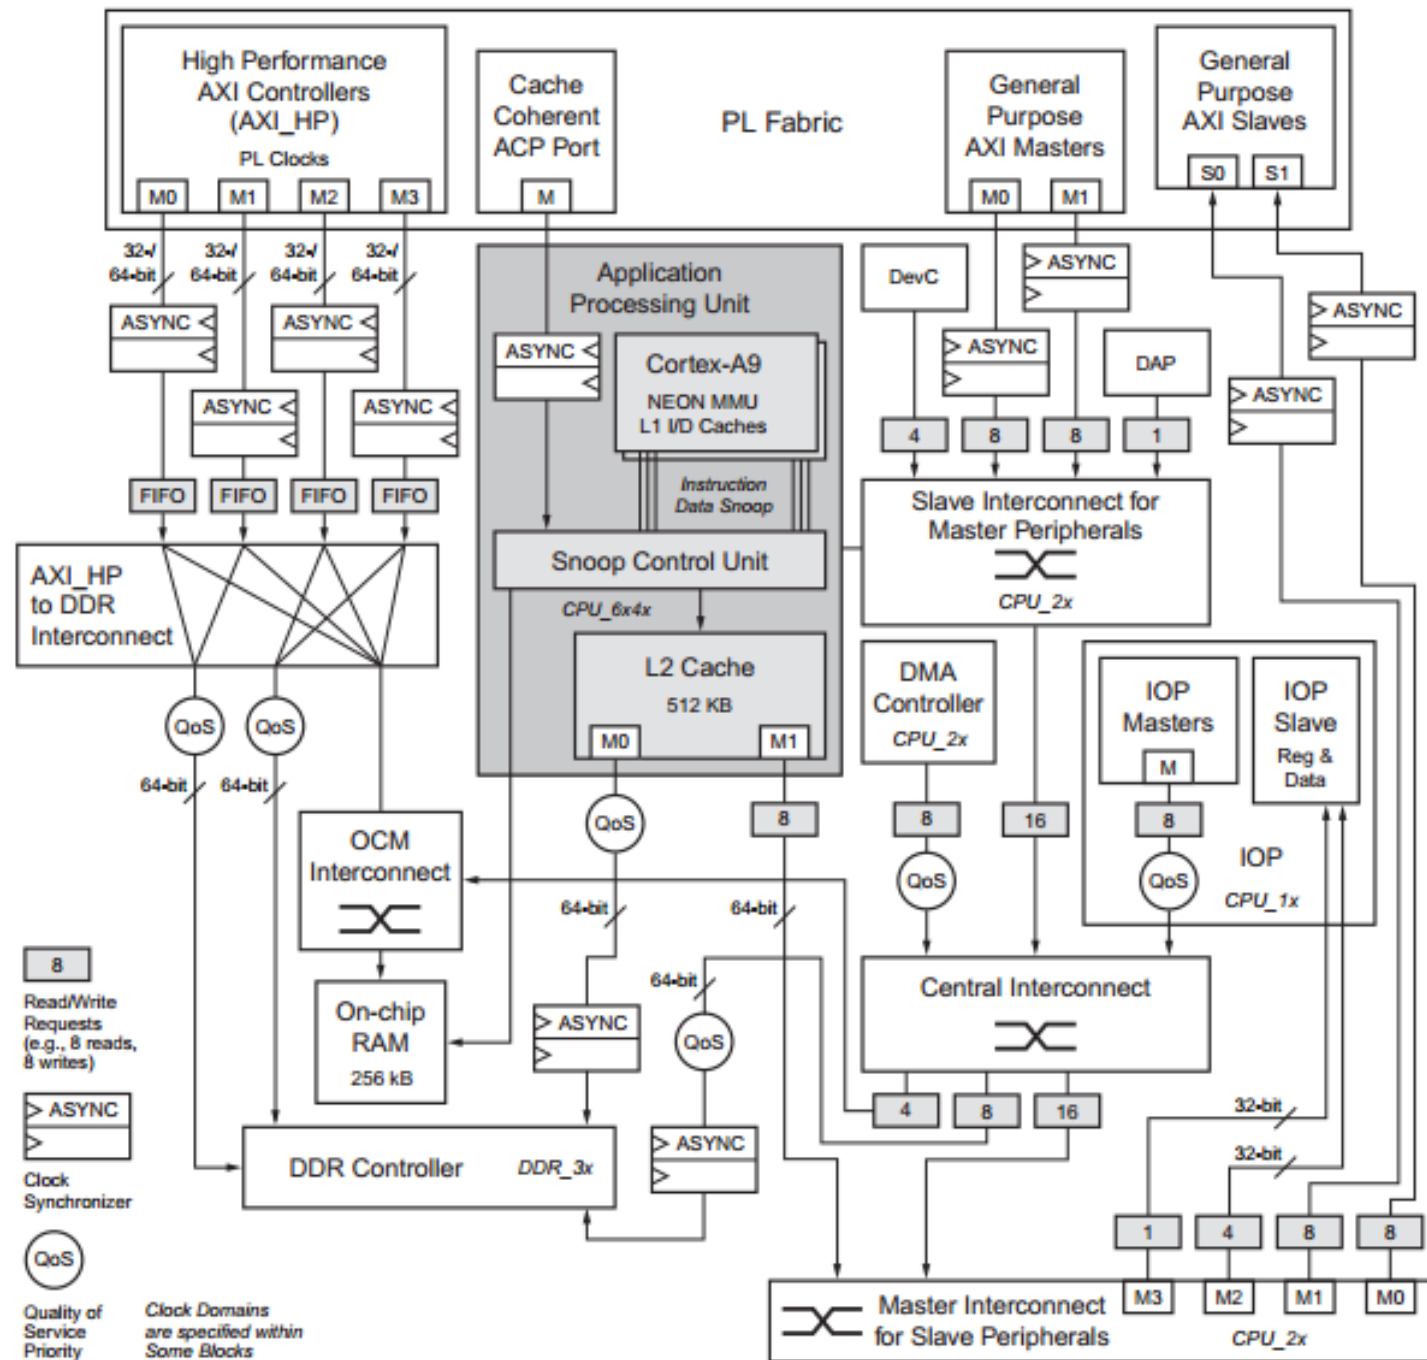 High Performance
AXI Controllers
(AXI_HP)
PL Clocks
M0
M1
M2
M3
Cache
Coherent
ACP Port
M
PL Fabric
General
Purpose
AXI Masters
M0
M1
General
Purpose
AXI Slaves
S0
S1
32-/
64-bit
32-/
64-bit
32-/
64-bit
32-/
64-bit
ASYNC
ASYNC
ASYNC
ASYNC
FIFO
FIFO
FIFO
FIFO
AXI_HP
to DDR
Interconnect
QoS
QoS
64-bit
64-bit
Application
Processing Unit
ASYNC
Cortex-A9
NEON MMU
L1 I/D Caches
Instruction
Data Snoop
Snoop Control Unit
CPU_6x4x
L2 Cache
512 KB
M0
M1
QoS
8
64-bit
64-bit
DevC
ASYNC
ASYNC
DAP
ASYNC
ASYNC
4
8
8
1
Slave Interconnect for
Master Peripherals
CPU_2x
DMA
Controller
CPU_2x
8
QoS
16
IOP
Masters
M
8
QoS
IOP
Slave
Reg &
Data
IOP
CPU_1x
OCM
Interconnect
On-chip
RAM
256 kB
ASYNC
64-bit
QoS
ASYNC
Central Interconnect
4
8
16
DDR Controller
DDR_3x
32-bit
32-bit
1
4
8
8
M3
M2
M1
M0
Master Interconnect
for Slave Peripherals
CPU_2x
8
Read/Write
Requests
(e.g., 8 reads,
8 writes)
ASYNC
Clock
Synchronizer
QoS
Quality of
Service
Priority
Clock Domains
are specified within
Some Blocks